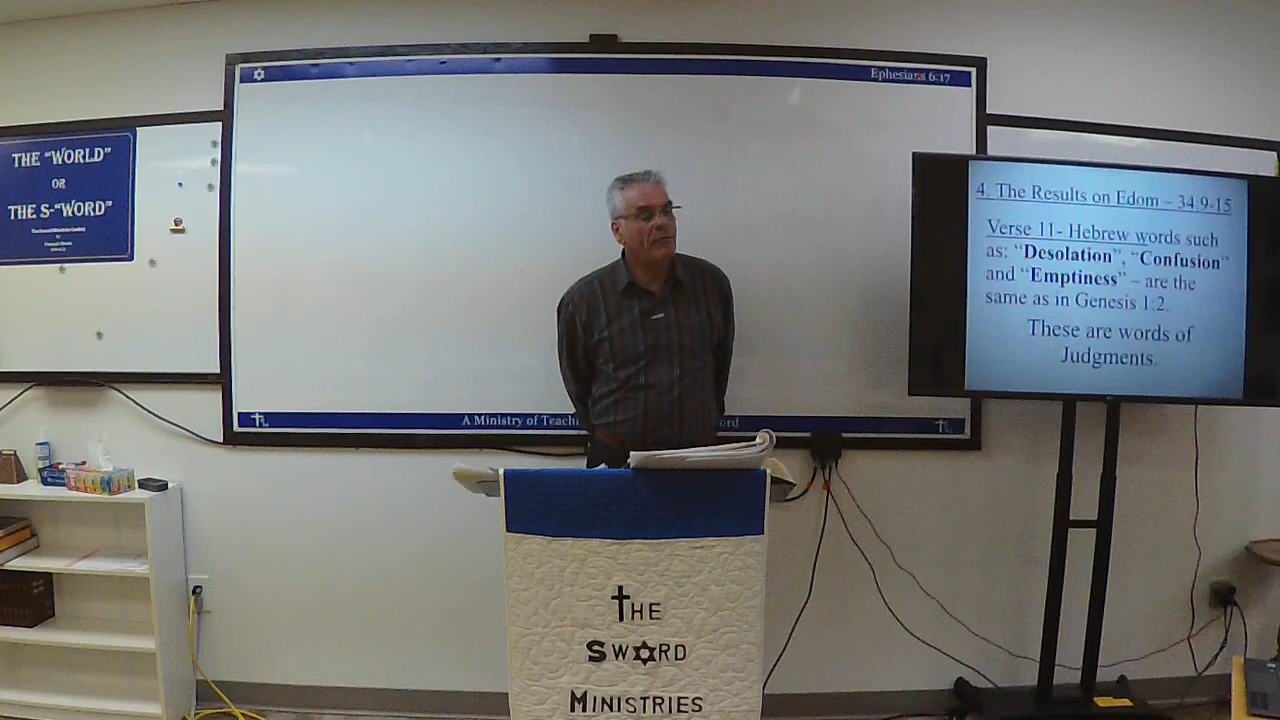 THE "WORLD"
OR
THE S-"WORD"
Ephesians 6:17
4. The Results on Edom – 34:9-15
Verse 11- Hebrew words such
as: "Desolation", "Confusion"
and "Emptiness" – are the
same as in Genesis 1:2.
These are words of
Judgments.
A Ministry of Teachi
ord
THE
SWORD
MINISTRIES